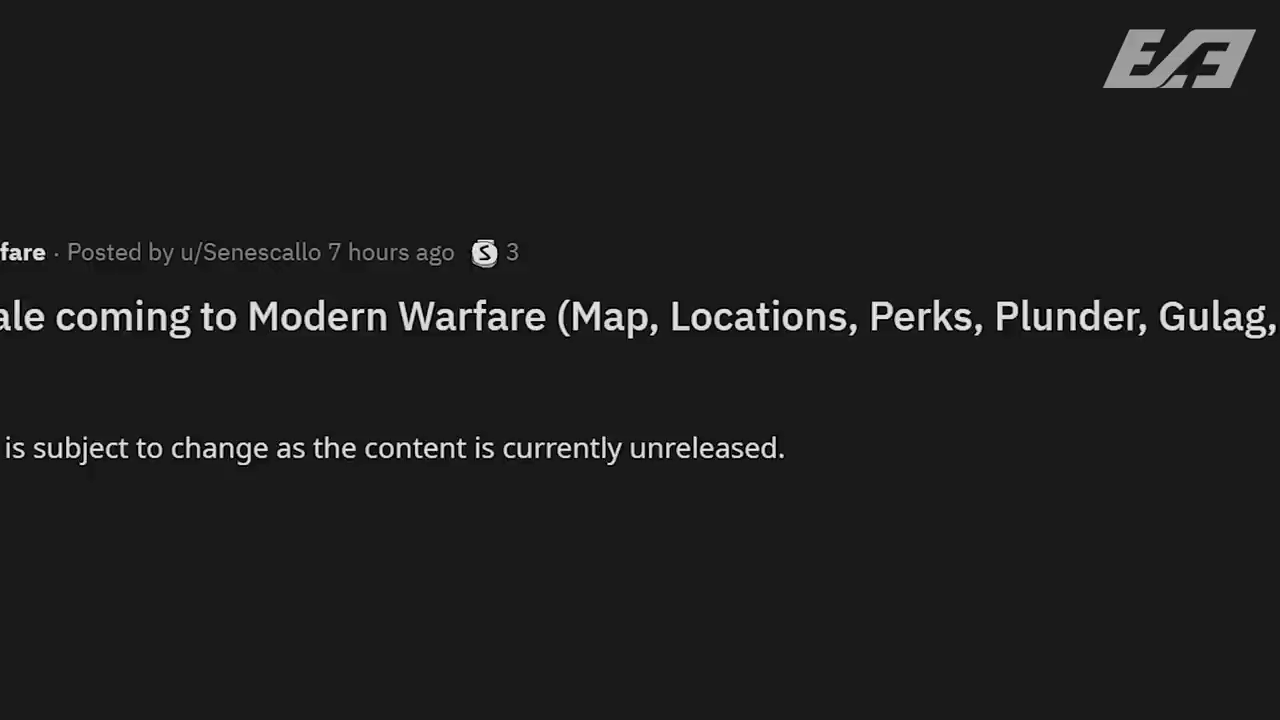 fare · Posted by u/Senescallo 7 hours ago S 3
ale coming to Modern Warfare (Map, Locations, Perks, Plunder, Gulag,
is subject to change as the content is currently unreleased.